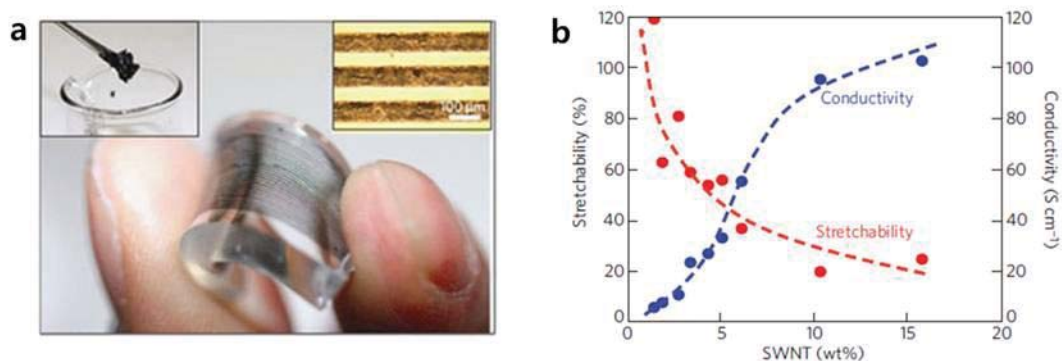 a
100 μm
b
Stretchability (%)
120
100
80
60
40
20
0
Conductivity
Stretchability
120
100
80
60
40
20
0
Conductivity (S cm⁻¹)
0 5 10 15 20
SWNT (wt%)